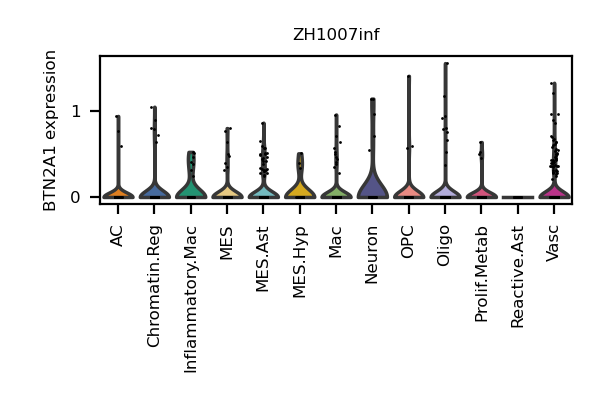 ZH1007inf
BTN2A1 expression
1
0
AC
Chromatin.Reg
Inflammatory.Mac
MES
MES.Ast
MES.Hyp
Mac
Neuron
OPC
Oligo
Prolif.Metab
Reactive.Ast
Vasc